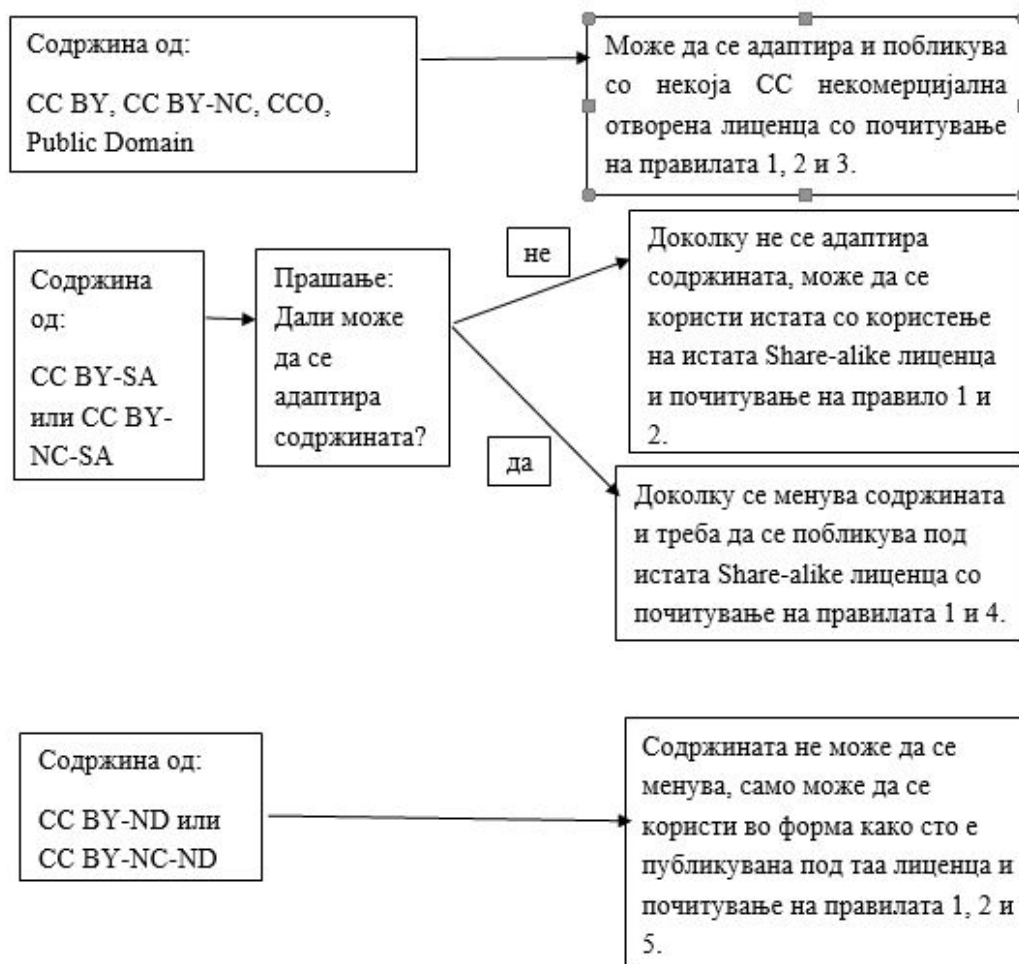 Содржина од:
CC BY, CC BY-NC, CCO,
Public Domain
Може да се адаптира и побликува
со некоја CC некомерцијална
отворена лиценца со почитување
на правилата 1, 2 и 3.
Содржина
од:
CC BY-SA
или CC BY-
NC-SA
Прашање:
Дали може
да се
адаптира
содржината?
не
Доколку не се адаптира
содржината, може да се
користи истата со користење
на истата Share-alike лиценца
и почитување на правило 1 и
2.
да
Доколку се менува содржината
и треба да се побликува под
истата Share-alike лиценца со
почитување на правилата 1 и 4.
Содржина од:
CC BY-ND или
CC BY-NC-ND
Содржината не може да се
менува, само може да се
користи во форма како сто е
публикувана под таа лиценца и
почитување на правилата 1, 2 и
5.